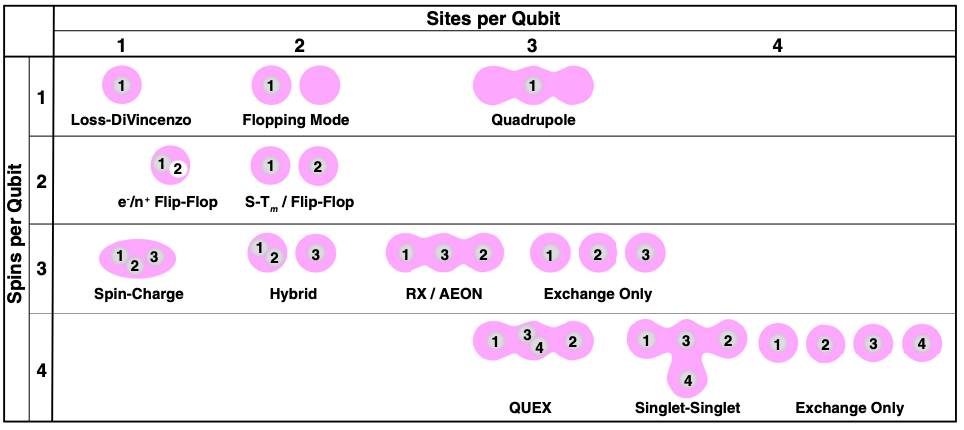 Sites per Qubit
1 2 3 4
Spins per Qubit
1
1 1 1
Loss-DiVincenzo Flopping Mode Quadrupole
2
1 2 1 2
e⁻/n⁺ Flip-Flop S-Tₘ / Flip-Flop
3
1 2 3 1 2 3 1 3 2 1 2 3
Spin-Charge Hybrid RX / AEON Exchange Only
4
1 3 4 2 1 3 2 4 1 2 3 4
QUEX Singlet-Singlet Exchange Only